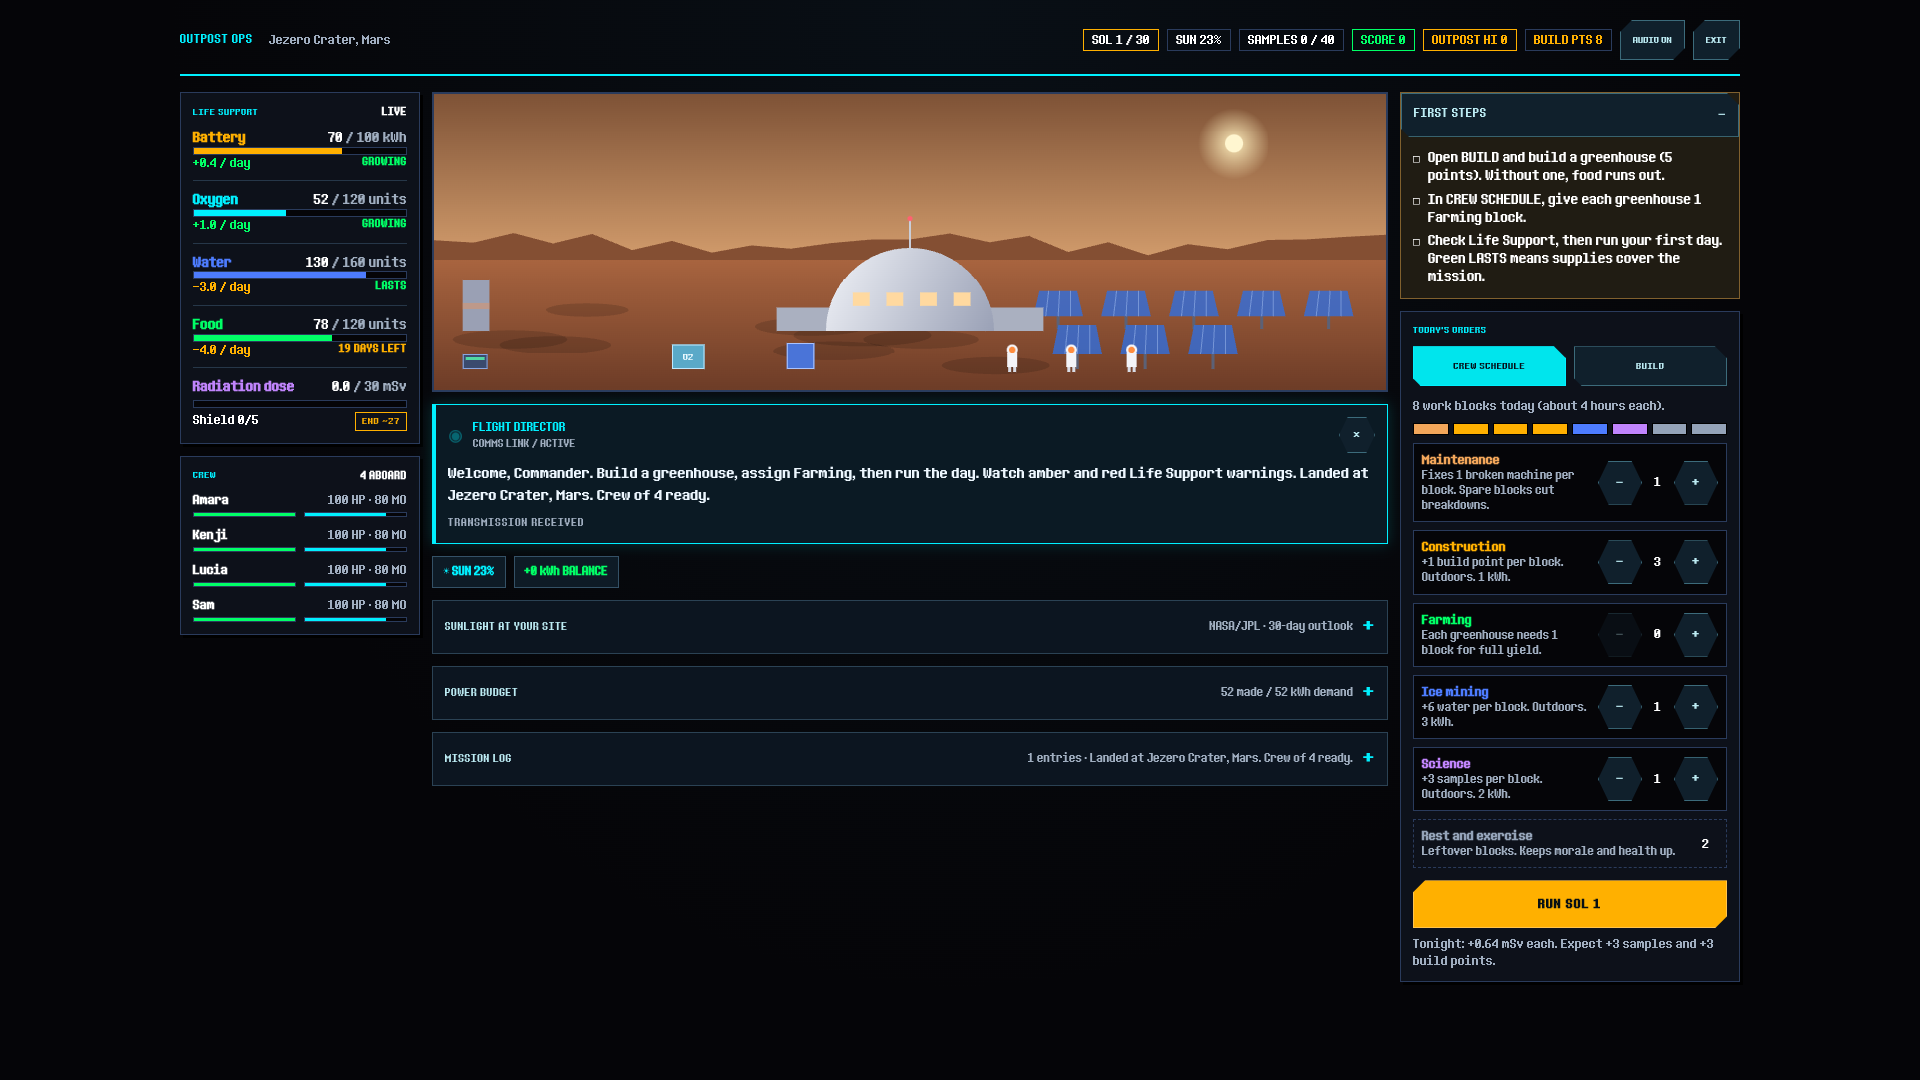 OUTPOST OPS Jezero Crater, Mars
SOL 1 / 30 SUN 23% SAMPLES 0 / 40 SCORE 0 OUTPOST HI 0 BUILD PTS 8 AUDIO ON EXIT
LIFE SUPPORT LIVE
Battery 70 / 100 kWh
+0.4 / day GROWING
Oxygen 52 / 120 units
+1.0 / day GROWING
Water 130 / 160 units
−3.0 / day LASTS
Food 78 / 120 units
−4.0 / day 19 DAYS LEFT
Radiation dose 0.0 / 30 mSv
Shield 0/5 END ~27
CREW 4 ABOARD
Amara 100 HP · 80 MO
Kenji 100 HP · 80 MO
Lucia 100 HP · 80 MO
Sam 100 HP · 80 MO
O2
FLIGHT DIRECTOR ×
COMMS LINK / ACTIVE
Welcome, Commander. Build a greenhouse, assign Farming, then run the day. Watch amber and red Life Support warnings. Landed at
Jezero Crater, Mars. Crew of 4 ready.
TRANSMISSION RECEIVED
☀ SUN 23% +0 kWh BALANCE
SUNLIGHT AT YOUR SITE NASA/JPL · 30-day outlook +
POWER BUDGET 52 made / 52 kWh demand +
MISSION LOG 1 entries · Landed at Jezero Crater, Mars. Crew of 4 ready. +
FIRST STEPS −
□ Open BUILD and build a greenhouse (5
points). Without one, food runs out.
□ In CREW SCHEDULE, give each greenhouse 1
Farming block.
□ Check Life Support, then run your first day.
Green LASTS means supplies cover the
mission.
TODAY'S ORDERS
CREW SCHEDULE BUILD
8 work blocks today (about 4 hours each).
Maintenance
Fixes 1 broken machine per
block. Spare blocks cut
breakdowns.
− 1 +
Construction
+1 build point per block.
Outdoors. 1 kWh.
− 3 +
Farming
Each greenhouse needs 1
block for full yield.
− 0 +
Ice mining
+6 water per block. Outdoors.
3 kWh.
− 1 +
Science
+3 samples per block.
Outdoors. 2 kWh.
− 1 +
Rest and exercise
Leftover blocks. Keeps morale and health up.
2
RUN SOL 1
Tonight: +0.64 mSv each. Expect +3 samples and +3
build points.